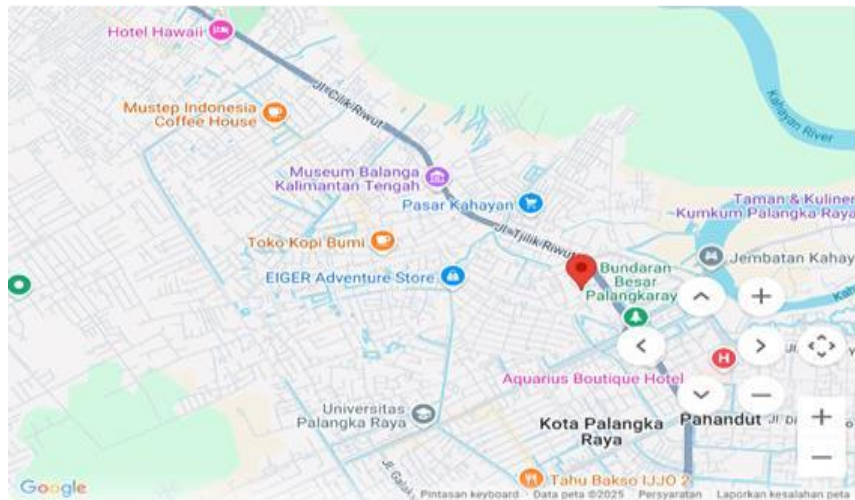 Hotel Hawaii
Mustep Indonesia
Coffee House
Jl. Cilik Riwut
Kahayan River
Museum Balanga
Kalimantan Tengah
Pasar Kahayan
Taman & Kuliner
Kumkum Palangka Raya
Toko Kopi Bumi
Jl. Tjilik Riwut
Jembatan Kahay
EIGER Adventure Store
Bundaran
Besar
Palangkaray
Aquarius Boutique Hotel
H
Universitas
Palangka Raya
Kota Palangka
Raya
Pahandut
Tahu Bakso IJJO 2
Google
Pintasan keyboard
Data peta ©2025
Persyaratan
Laporkan kesalahan peta